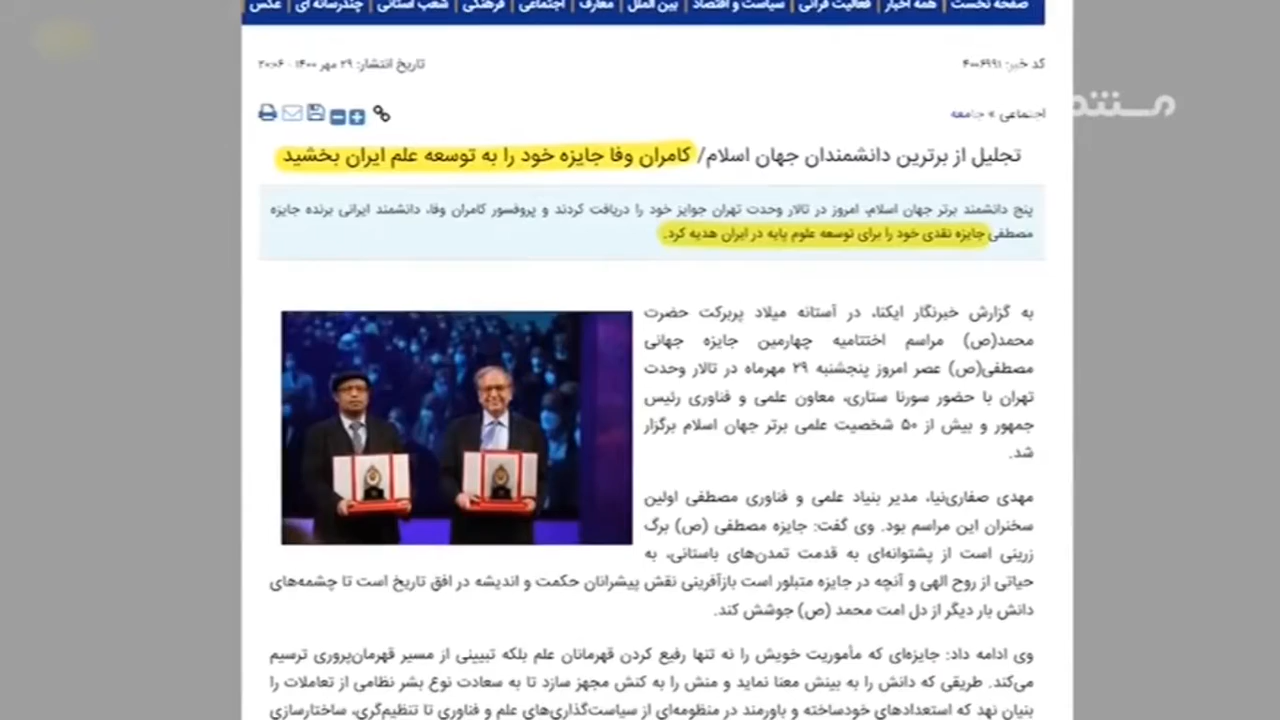 صفحه نخست | همه اخبار | فعالیت قرآنی | سیاست و اقتصاد | بین الملل | معارف | اجتماعی | فرهنگی | شعب استانی | چندرسانه ای | عکس
کد خبر: ۴۰۰۶۹۹۱
تاریخ انتشار: ۲۹ مهر ۱۴۰۰ - ۲۰:۰۶
اجتماعی » جامعه
تجلیل از برترین دانشمندان جهان اسلام/ کامران وفا جایزه خود را به توسعه علم ایران بخشید
پنج دانشمند برتر جهان اسلام، امروز در تالار وحدت تهران جوایز خود را دریافت کردند و پروفسور کامران وفا، دانشمند ایرانی برنده جایزه
مصطفی جایزه نقدی خود را برای توسعه علوم پایه در ایران هدیه کرد.
به گزارش خبرنگار ایکنا، در آستانه میلاد پربرکت حضرت
محمد(ص) مراسم اختتامیه چهارمین جایزه جهانی
مصطفی(ص) عصر امروز پنجشنبه ۲۹ مهرماه در تالار وحدت
تهران با حضور سورنا ستاری، معاون علمی و فناوری رئیس
جمهور و بیش از ۵۰ شخصیت علمی برتر جهان اسلام برگزار
شد.
مهدی صفاری‌نیا، مدیر بنیاد علمی و فناوری مصطفی اولین
سخنران این مراسم بود. وی گفت: جایزه مصطفی (ص) برگ
زرینی است از پشتوانه‌ای به قدمت تمدن‌های باستانی، به
حیاتی از روح الهی و آنچه در جایزه متبلور است بازآفرینی نقش پیشرانان حکمت و اندیشه در افق تاریخ است تا چشمه‌های
دانش بار دیگر از دل امت محمد (ص) جوشش کند.
وی ادامه داد: جایزه‌ای که مأموریت خویش را نه تنها رفیع کردن قهرمانان علم بلکه تبیینی از مسیر قهرمان‌پروری ترسیم
می‌کند. طریقی که دانش را به بینش معنا نماید و منش را به کنش مجهز سازد تا به سعادت نوع بشر نظامی از تعاملات را
بنیان نهد که استعدادهای خودساخته و باورمند در منظومه‌ای از سیاست‌گذاری‌های علم و فناوری تا تنظیم‌گری، ساختارسازی